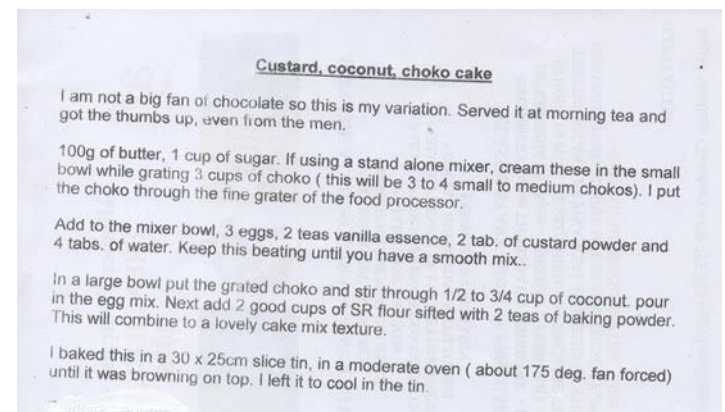 Custard, coconut, choko cake
I am not a big fan of chocolate so this is my variation. Served it at morning tea and
got the thumbs up, even from the men.
100g of butter, 1 cup of sugar. If using a stand alone mixer, cream these in the small
bowl while grating 3 cups of choko ( this will be 3 to 4 small to medium chokos). I put
the choko through the fine grater of the food processor.
Add to the mixer bowl, 3 eggs, 2 teas vanilla essence, 2 tab. of custard powder and
4 tabs. of water. Keep this beating until you have a smooth mix..
In a large bowl put the grated choko and stir through 1/2 to 3/4 cup of coconut. pour
in the egg mix. Next add 2 good cups of SR flour sifted with 2 teas of baking powder.
This will combine to a lovely cake mix texture.
I baked this in a 30 x 25cm slice tin, in a moderate oven ( about 175 deg. fan forced)
until it was browning on top. I left it to cool in the tin.